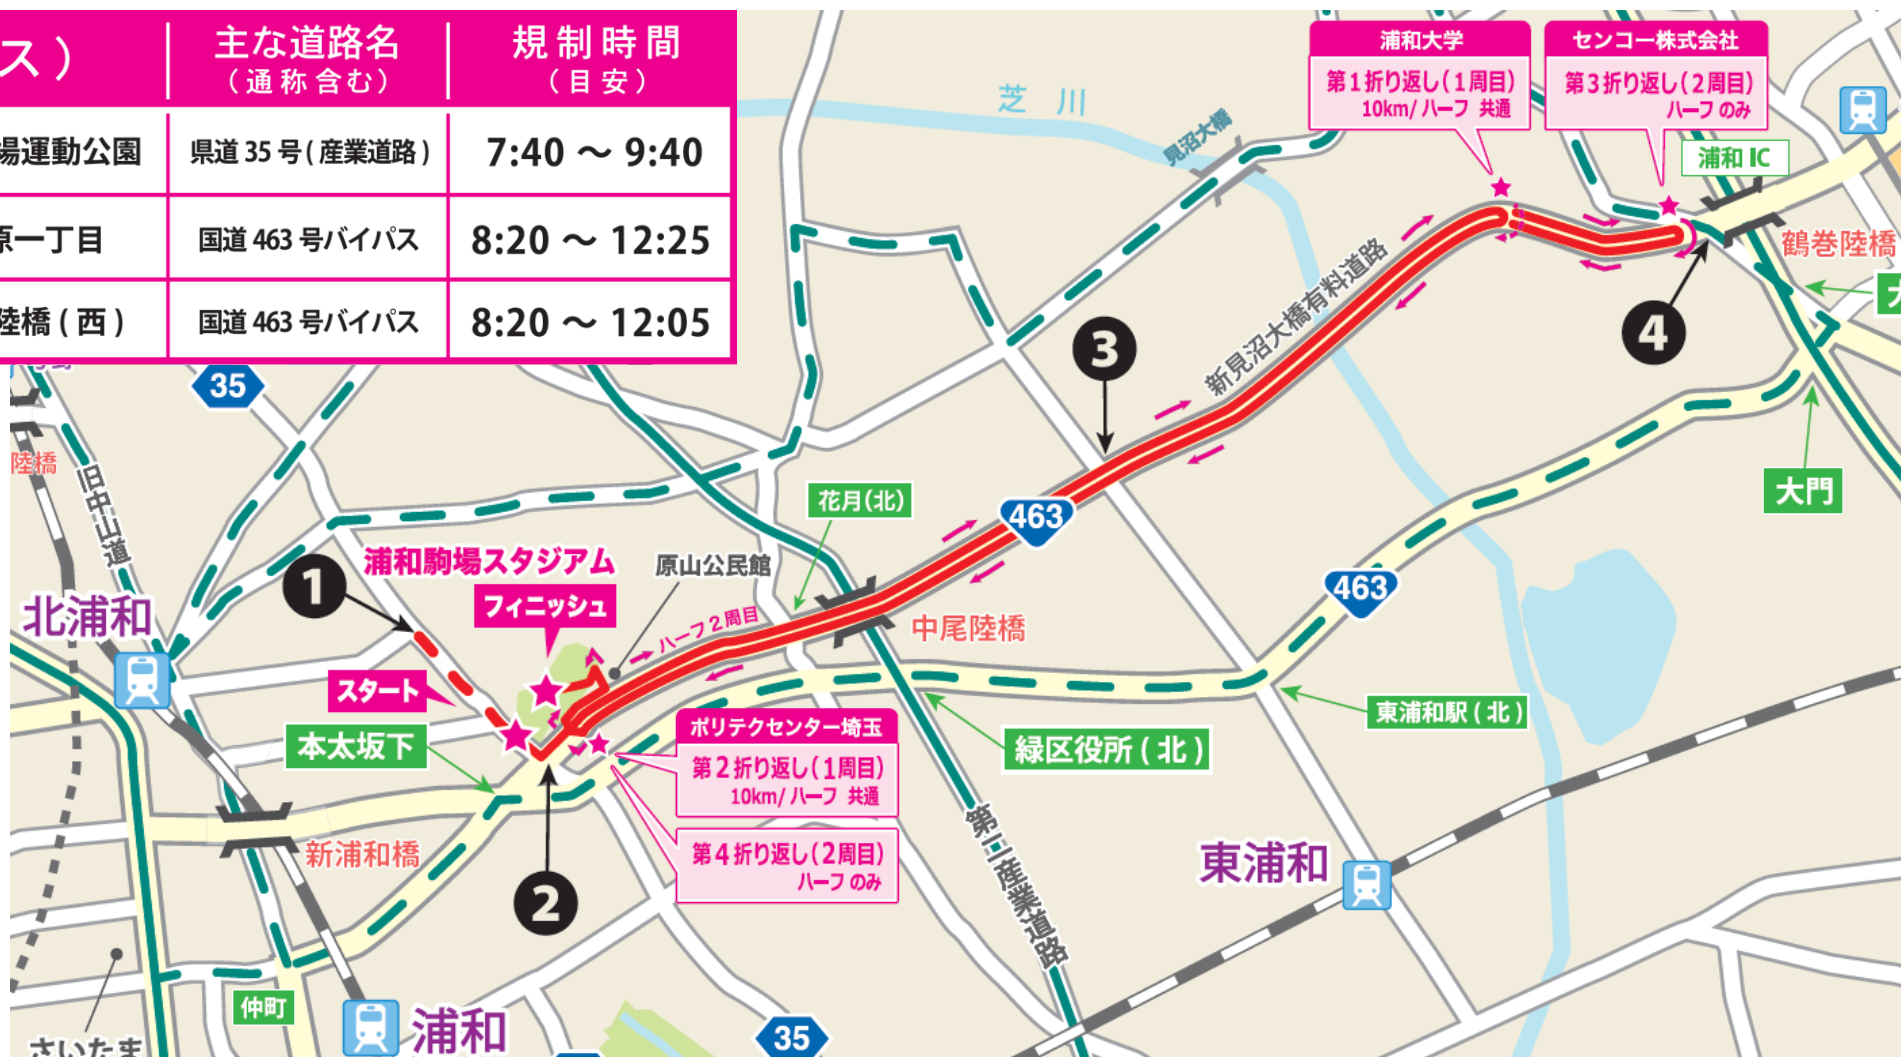 ス）
主な道路名
（通称含む）
規制時間
（目安）
場運動公園
県道 35 号 ( 産業道路 )
7:40 ～ 9:40
原一丁目
国道 463 号バイパス
8:20 ～ 12:25
陸橋 ( 西 )
国道 463 号バイパス
8:20 ～ 12:05
芝川
見沼大橋
浦和大学
第1折り返し(1周目)
10km/ ハーフ 共通
センコー株式会社
第3折り返し(2周目)
ハーフ のみ
浦和 IC
鶴巻陸橋
4
大門
新見沼大橋有料道路
3
35
陸橋
旧中山道
463
463
花月(北)
浦和駒場スタジアム
フィニッシュ
原山公民館
1
北浦和
スタート
ハーフ2周目
中尾陸橋
本太坂下
ポリテクセンター埼玉
第2折り返し(1周目)
10km/ ハーフ 共通
第4折り返し(2周目)
ハーフ のみ
緑区役所 ( 北 )
東浦和駅 ( 北 )
新浦和橋
2
第二産業道路
東浦和
仲町
浦和
35
さいたま